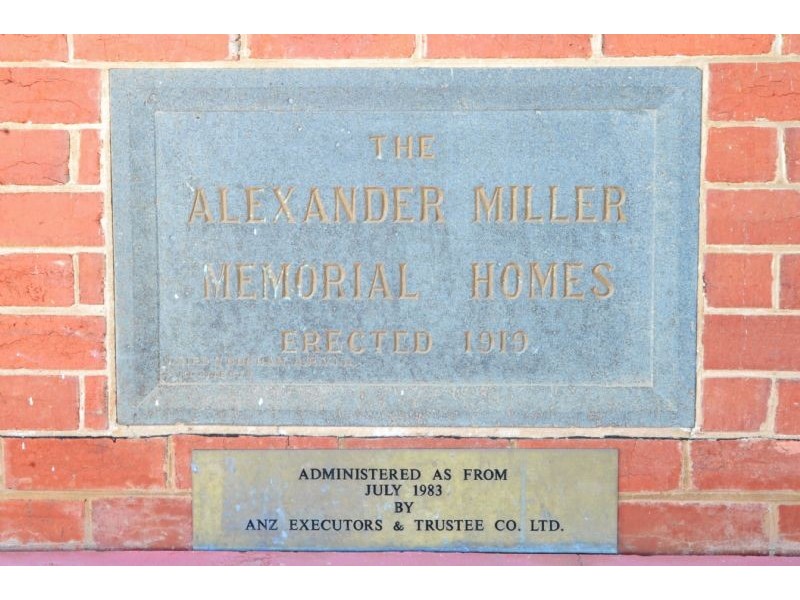 THE
ALEXANDER MILLER
MEMORIAL HOMES
ERECTED 1919.
ADMINISTERED AS FROM
JULY 1983
BY
ANZ EXECUTORS & TRUSTEE CO. LTD.